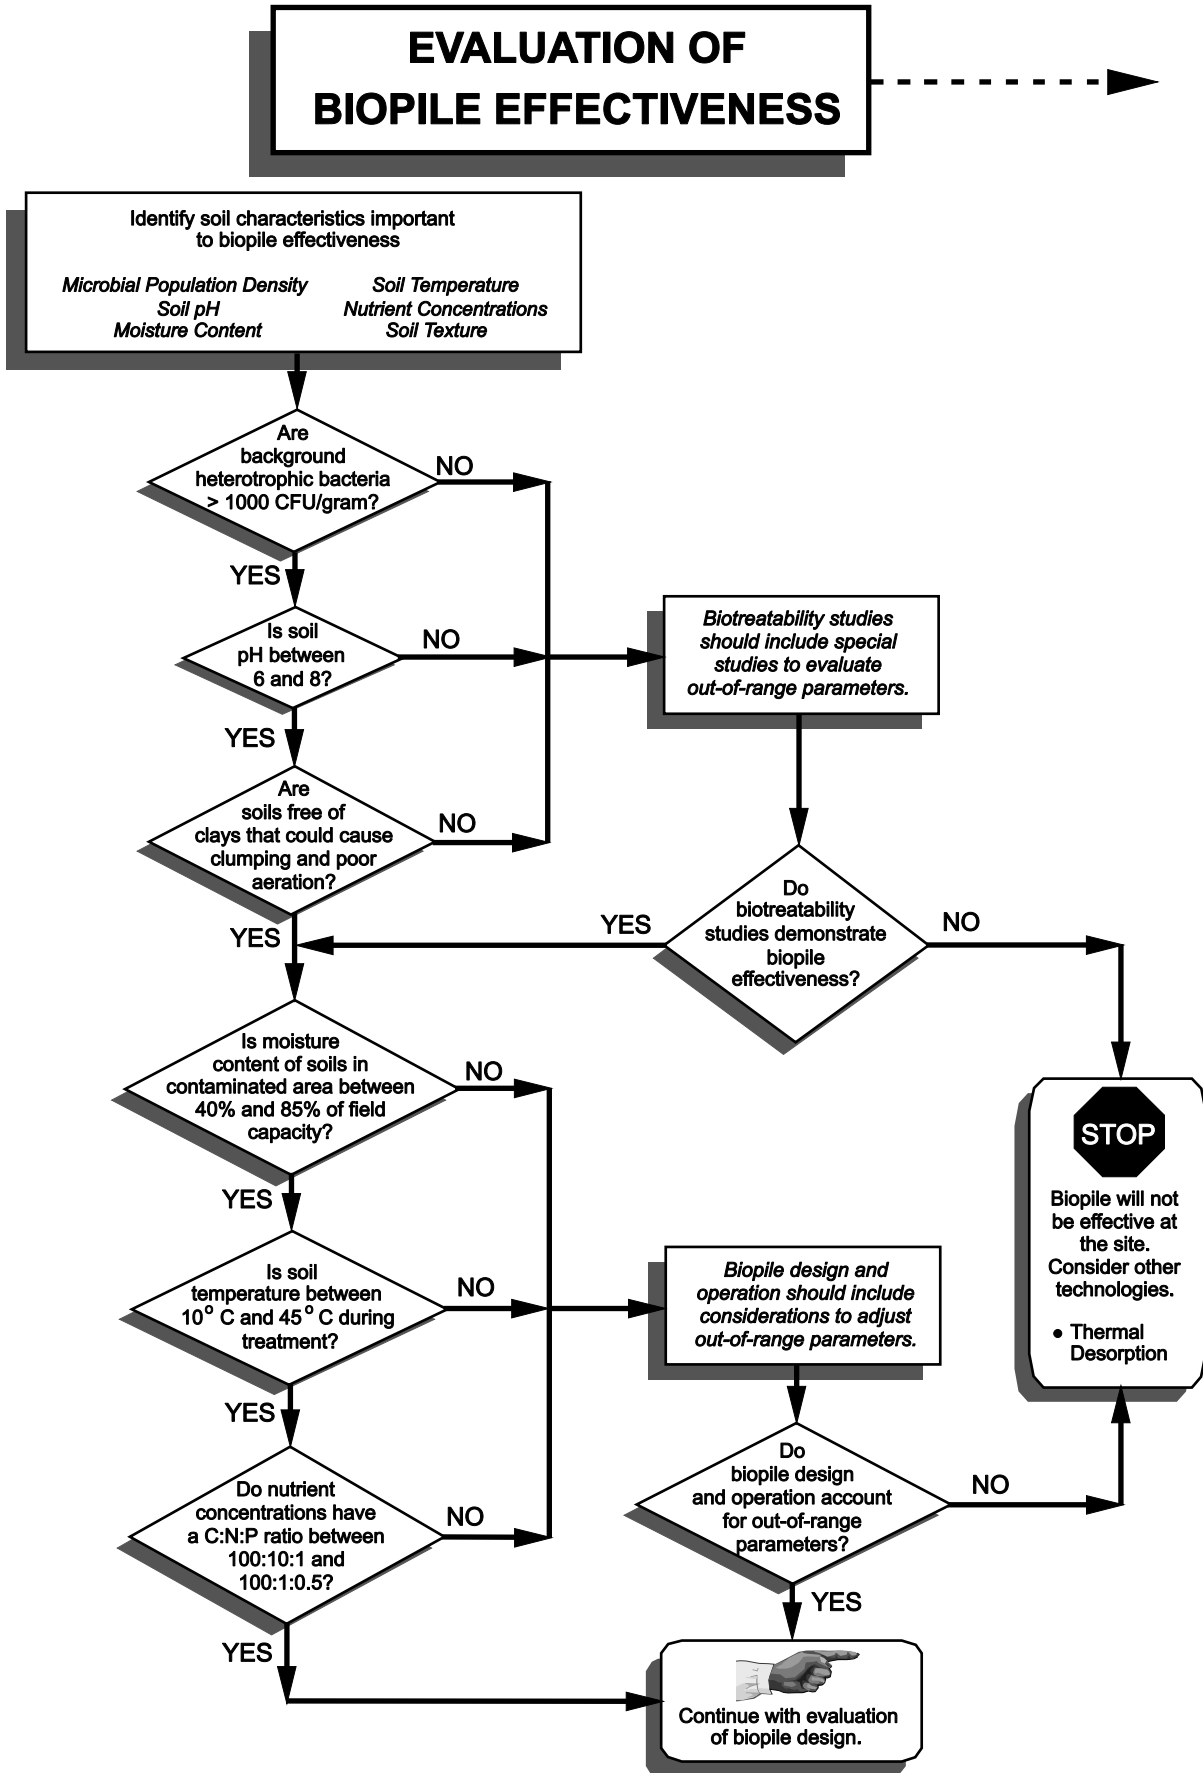 EVALUATION OF
BIOPILE EFFECTIVENESS
Identify soil characteristics important
to biopile effectiveness
Microbial Population Density
Soil pH
Moisture Content
Soil Temperature
Nutrient Concentrations
Soil Texture
Are
background
heterotrophic bacteria
> 1000 CFU/gram?
NO
YES
Is soil
pH between
6 and 8?
NO
YES
Are
soils free of
clays that could cause
clumping and poor
aeration?
NO
YES
Biotreatability studies
should include special
studies to evaluate
out-of-range parameters.
Do
biotreatability
studies demonstrate
biopile
effectiveness?
YES
NO
Is moisture
content of soils in
contaminated area between
40% and 85% of field
capacity?
NO
YES
Is soil
temperature between
10° C and 45° C during
treatment?
NO
YES
Do nutrient
concentrations have
a C:N:P ratio between
100:10:1 and
100:1:0.5?
NO
YES
Biopile design and
operation should include
considerations to adjust
out-of-range parameters.
Do
biopile design
and operation account
for out-of-range
parameters?
NO
YES
STOP
Biopile will not
be effective at
the site.
Consider other
technologies.
● Thermal
Desorption
Continue with evaluation
of biopile design.